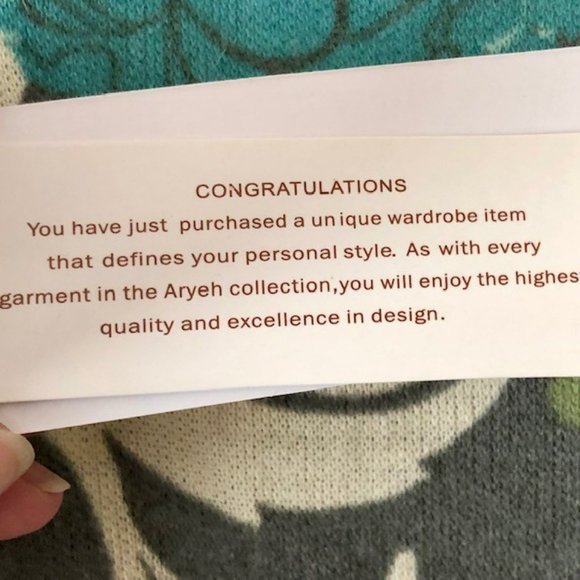 CONGRATULATIONS
You have just purchased a unique wardrobe item
that defines your personal style. As with every
garment in the Aryeh collection,you will enjoy the highes
quality and excellence in design.